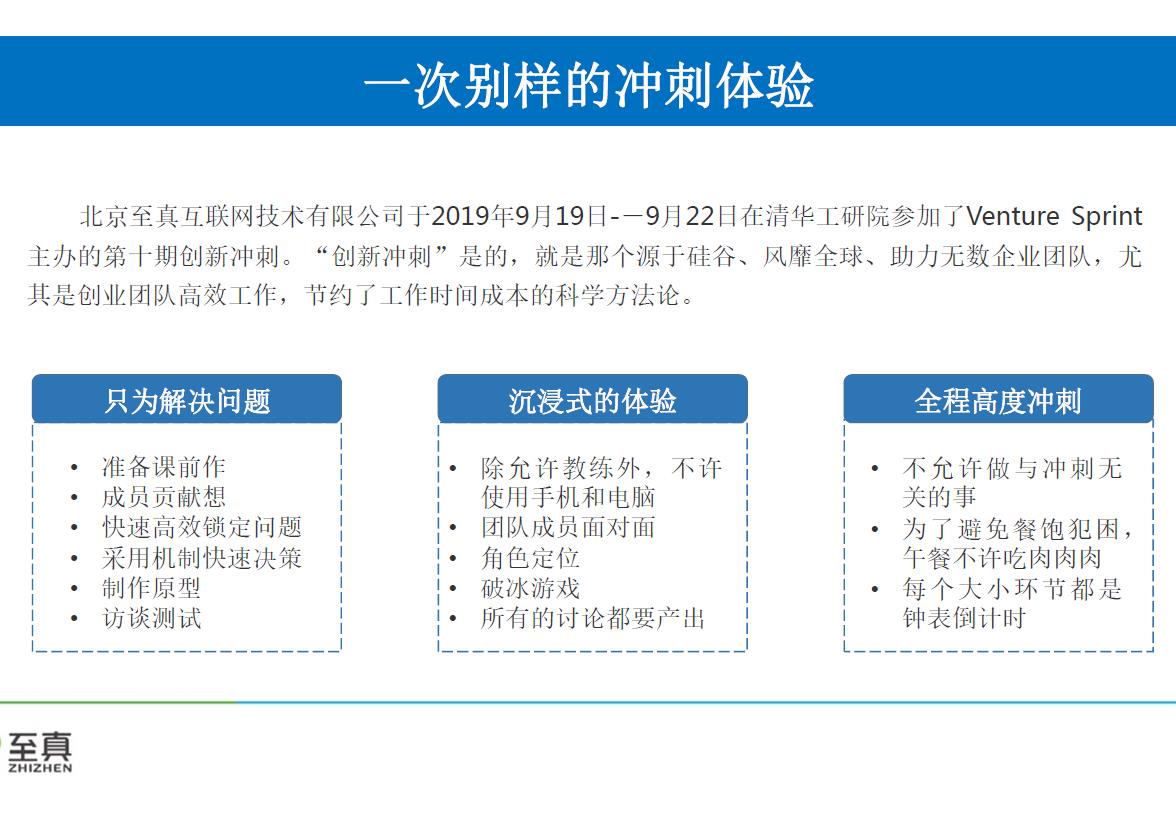 一次别样的冲刺体验
北京至真互联网技术有限公司于2019年9月19日-－9月22日在清华工研院参加了Venture Sprint
主办的第十期创新冲刺。“创新冲刺”是的，就是那个源于硅谷、风靡全球、助力无数企业团队，尤
其是创业团队高效工作，节约了工作时间成本的科学方法论。
只为解决问题
• 准备课前作
• 成员贡献想
• 快速高效锁定问题
• 采用机制快速决策
• 制作原型
• 访谈测试
沉浸式的体验
• 除允许教练外，不许
使用手机和电脑
• 团队成员面对面
• 角色定位
• 破冰游戏
• 所有的讨论都要产出
全程高度冲刺
• 不允许做与冲刺无
关的事
• 为了避免餐饱犯困，
午餐不许吃肉肉肉
• 每个大小环节都是
钟表倒计时
至真
ZHIZHEN